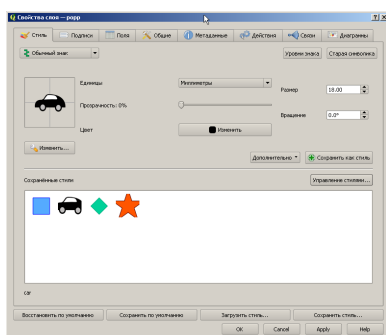 Свойства слоя — popp
Стиль Подписи Поля Общие Метаданные Действия Связи Диаграммы
Обычный знак Уровни знака Старая символика
Единицы Миллиметры
Размер 18.00
Прозрачность: 0%
Вращение 0.0°
Цвет Изменить
Изменить...
Дополнительно Сохранить как стиль
Сохранённые стили Управление стилями...
car
Восстановить по умолчанию Сохранить по умолчанию Загрузить стиль... Сохранить стиль...
OK Cancel Apply Help